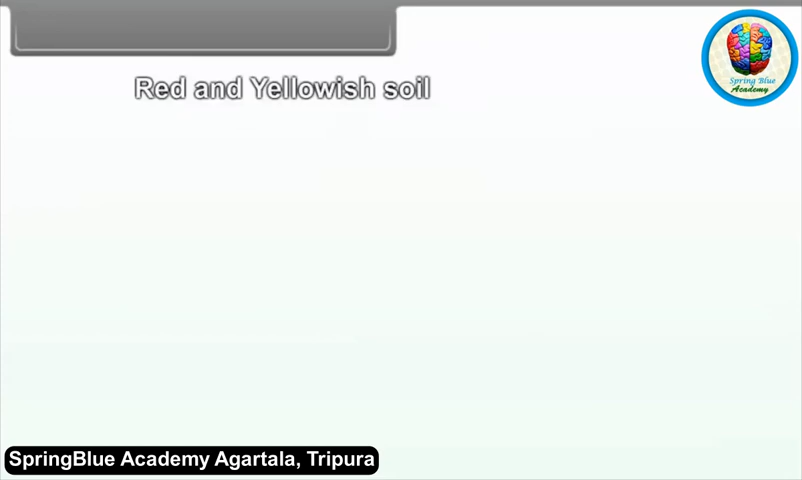 Red and Yellowish soil
Spring Blue
Academy
SpringBlue Academy Agartala, Tripura